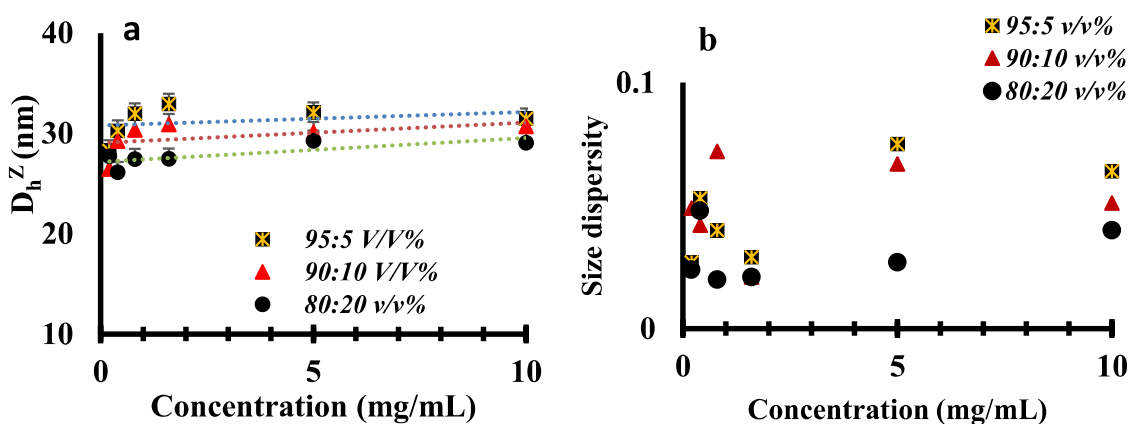 a
40
30
20
10
D_h^Z (nm)
95:5 V/V%
90:10 V/V%
80:20 v/v%
0 5 10
Concentration (mg/mL)
b
95:5 v/v%
90:10 v/v%
80:20 v/v%
0.1
0
Size dispersity
0 5 10
Concentration (mg/mL)